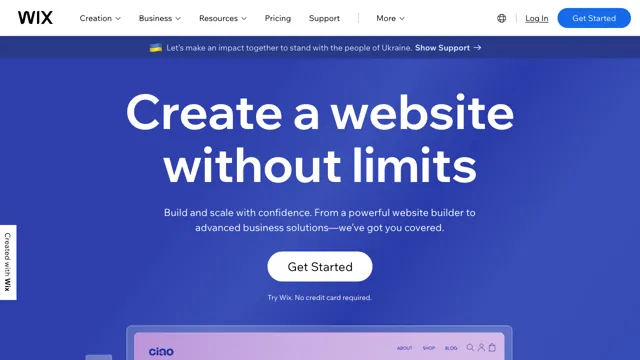 WIX Creation Business Resources Pricing Support More Log In Get Started
Let's make an impact together to stand with the people of Ukraine. Show Support →
Create a website
without limits
Build and scale with confidence. From a powerful website builder to
advanced business solutions—we've got you covered.
Get Started
Try Wix. No credit card required.
Created with Wix
ciao ABOUT SHOP BLOG